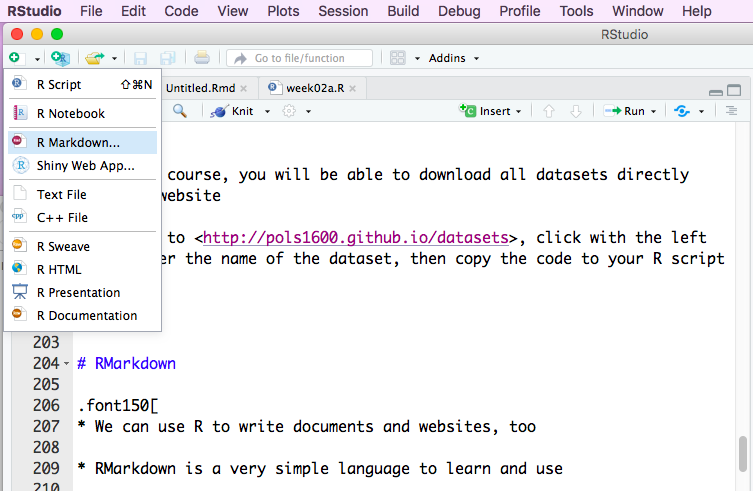 RStudio File Edit Code View Plots Session Build Debug Profile Tools Window Help
RStudio
Go to file/function Addins
R Script ⇧⌘N
R Notebook
R Markdown...
Shiny Web App...
Text File
C++ File
R Sweave
R HTML
R Presentation
R Documentation
Untitled.Rmd × week02a.R ×
Knit Insert Run
course, you will be able to download all datasets directly
website
to <http://pols1600.github.io/datasets>, click with the left
the name of the dataset, then copy the code to your R script
203
204 # RMarkdown
205
206 .font150[
207 * We can use R to write documents and websites, too
208
209 * RMarkdown is a very simple language to learn and use
210